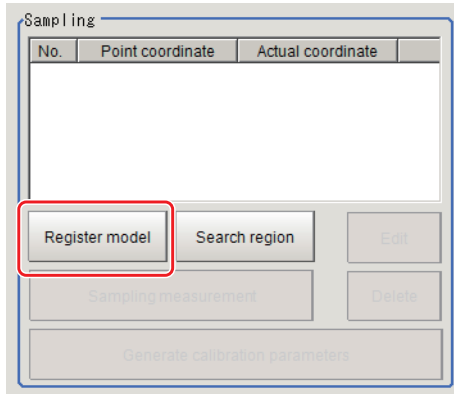 Sampling
No. Point coordinate Actual coordinate
Register model Search region Edit
Sampling measurement Delete
Generate calibration parameters